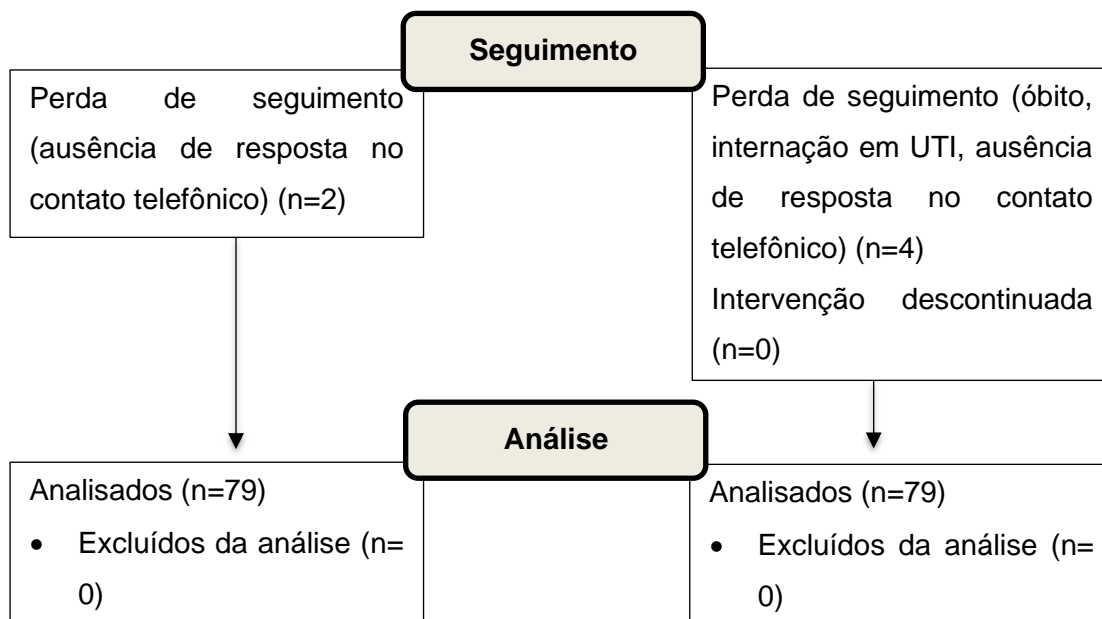 Seguimento
Perda de seguimento
(ausência de resposta no
contato telefônico) (n=2)
Perda de seguimento (óbito,
internação em UTI, ausência
de resposta no contato
telefônico) (n=4)
Intervenção descontinuada
(n=0)
Análise
Analisados (n=79)
• Excluídos da análise (n=
0)
Analisados (n=79)
• Excluídos da análise (n=
0)